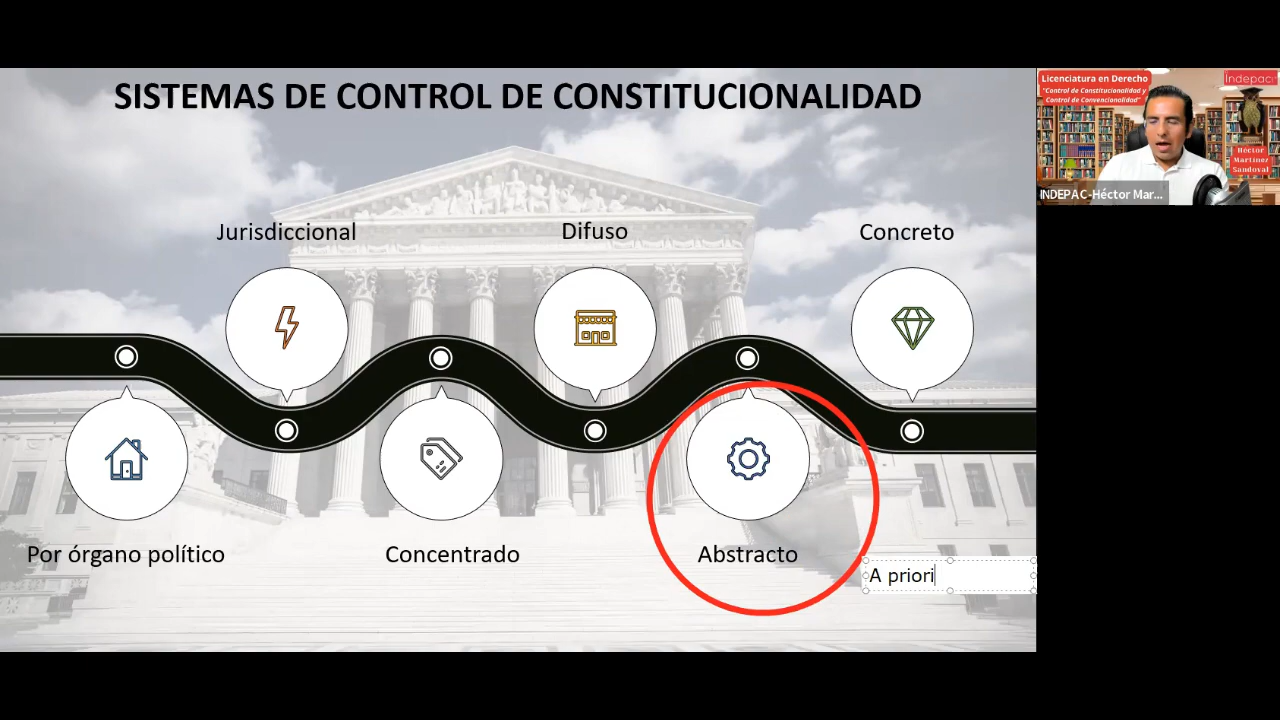 SISTEMAS DE CONTROL DE CONSTITUCIONALIDAD
Jurisdiccional
Difuso
Concreto
Por órgano político
Concentrado
Abstracto
A priori
Licenciatura en Derecho
"Control de Constitucionalidad y
Control de Convencionalidad"
Indepac
Héctor
Martínez
Sandoval
INDEPAC-Héctor Mar...